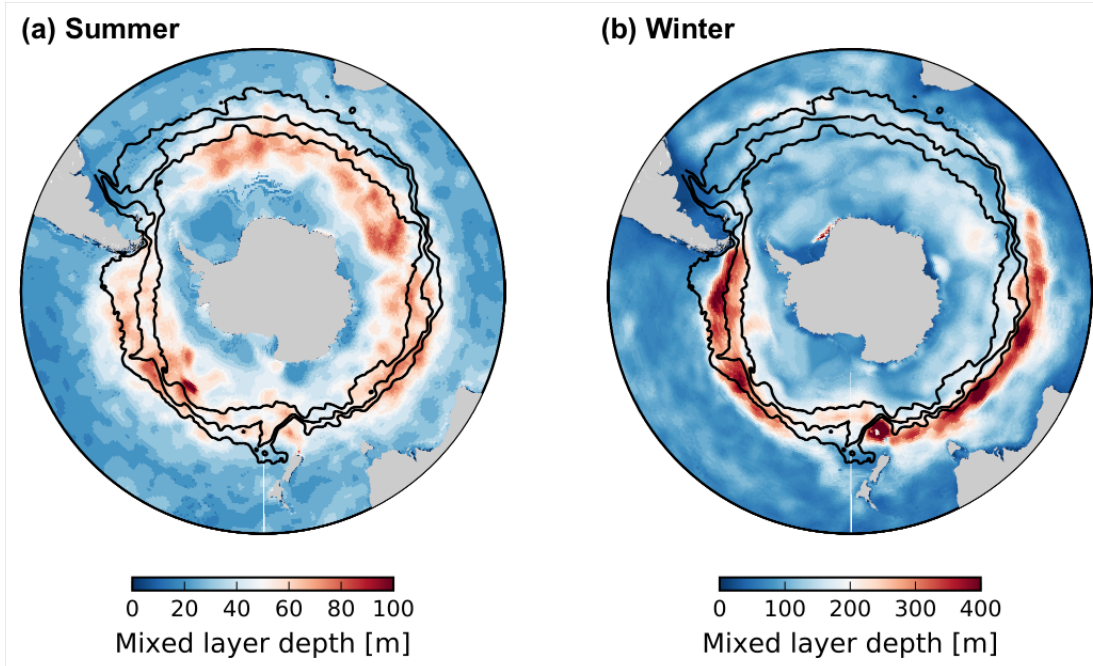 (a) Summer
(b) Winter
0 20 40 60 80 100
Mixed layer depth [m]
0 100 200 300 400
Mixed layer depth [m]